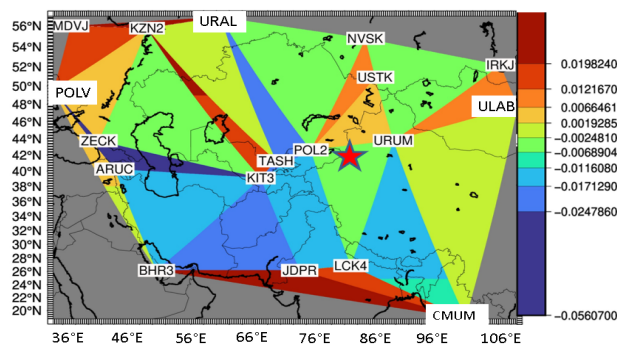 56°N
50°N
48°N
46°N
44°N
42°N
40°N
38°N
34°N
32°N
30°N
28°N
26°N
24°N
22°N
20°N
36°E
46°E
56°E
66°E
76°E
86°E
96°E
106°E
MDVJ
KZN2
URAL
NVSK
IRKJ
USTK
POLV
ULAB
ZECK
POL2
URUM
ARUC
TASH
KIT3
BHR3
JDPR
LCK4
CMUM
0.0198240
0.0121670
0.0066461
0.0019285
-0.0024810
-0.0068904
-0.0116080
-0.0171290
-0.0247860
-0.0560700